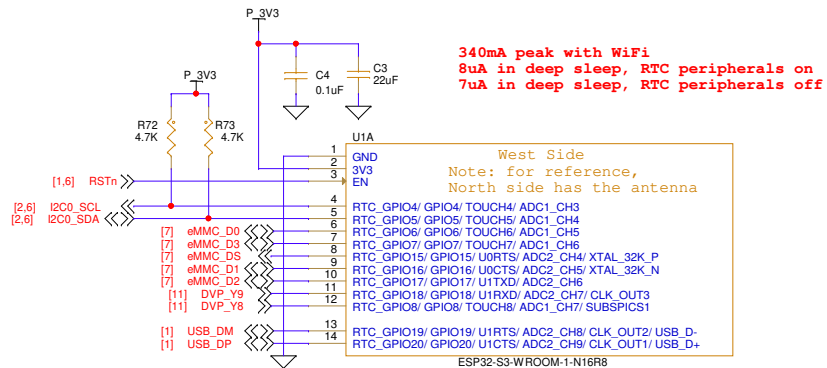 P_3V3
340mA peak with WiFi
8uA in deep sleep, RTC peripherals on
7uA in deep sleep, RTC peripherals off
P_3V3
C4
0.1uF
C3
22uF
R72
4.7K
R73
4.7K
U1A
West Side
Note: for reference,
North side has the antenna
1 GND
2 3V3
[1,6] RSTn 3 EN
[2,6] I2C0_SCL 4 RTC_GPIO4/ GPIO4/ TOUCH4/ ADC1_CH3
[2,6] I2C0_SDA 5 RTC_GPIO5/ GPIO5/ TOUCH5/ ADC1_CH4
[7] eMMC_D0 6 RTC_GPIO6/ GPIO6/ TOUCH6/ ADC1_CH5
[7] eMMC_D3 7 RTC_GPIO7/ GPIO7/ TOUCH7/ ADC1_CH6
[7] eMMC_DS 8 RTC_GPIO15/ GPIO15/ U0RTS/ ADC2_CH4/ XTAL_32K_P
[7] eMMC_D1 9 RTC_GPIO16/ GPIO16/ U0CTS/ ADC2_CH5/ XTAL_32K_N
[7] eMMC_D2 10 RTC_GPIO17/ GPIO17/ U1TXD/ ADC2_CH6
[11] DVP_Y9 11 RTC_GPIO18/ GPIO18/ U1RXD/ ADC2_CH7/ CLK_OUT3
[11] DVP_Y8 12 RTC_GPIO8/ GPIO8/ TOUCH8/ ADC1_CH7/ SUBSPICS1
[1] USB_DM 13 RTC_GPIO19/ GPIO19/ U1RTS/ ADC2_CH8/ CLK_OUT2/ USB_D-
[1] USB_DP 14 RTC_GPIO20/ GPIO20/ U1CTS/ ADC2_CH9/ CLK_OUT1/ USB_D+
ESP32-S3-WROOM-1-N16R8